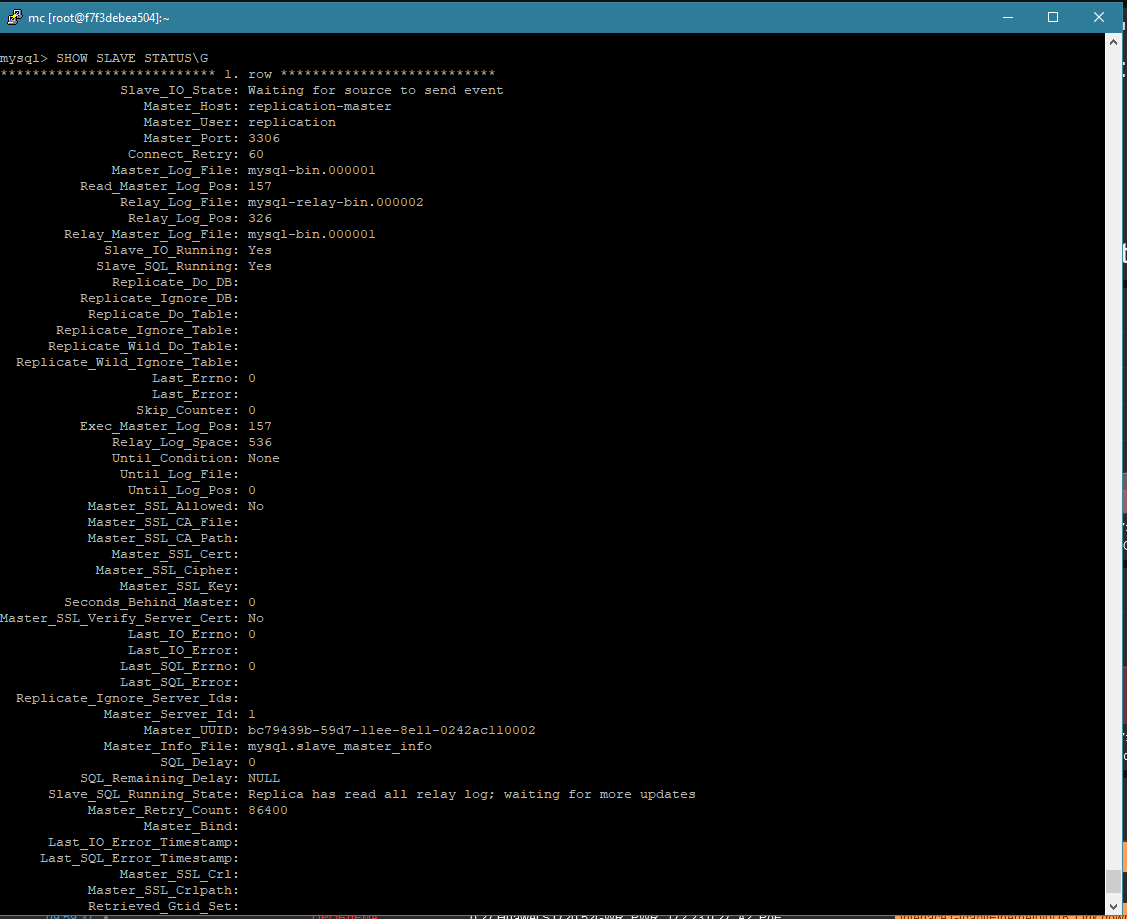 mc [root@f7f3debea504]:~
mysql> SHOW SLAVE STATUS\G
*************************** 1. row ***************************
Slave_IO_State: Waiting for source to send event
Master_Host: replication-master
Master_User: replication
Master_Port: 3306
Connect_Retry: 60
Master_Log_File: mysql-bin.000001
Read_Master_Log_Pos: 157
Relay_Log_File: mysql-relay-bin.000002
Relay_Log_Pos: 326
Relay_Master_Log_File: mysql-bin.000001
Slave_IO_Running: Yes
Slave_SQL_Running: Yes
Replicate_Do_DB:
Replicate_Ignore_DB:
Replicate_Do_Table:
Replicate_Ignore_Table:
Replicate_Wild_Do_Table:
Replicate_Wild_Ignore_Table:
Last_Errno: 0
Last_Error:
Skip_Counter: 0
Exec_Master_Log_Pos: 157
Relay_Log_Space: 536
Until_Condition: None
Until_Log_File:
Until_Log_Pos: 0
Master_SSL_Allowed: No
Master_SSL_CA_File:
Master_SSL_CA_Path:
Master_SSL_Cert:
Master_SSL_Cipher:
Master_SSL_Key:
Seconds_Behind_Master: 0
Master_SSL_Verify_Server_Cert: No
Last_IO_Errno: 0
Last_IO_Error:
Last_SQL_Errno: 0
Last_SQL_Error:
Replicate_Ignore_Server_Ids:
Master_Server_Id: 1
Master_UUID: bc79439b-59d7-11ee-8e11-0242ac110002
Master_Info_File: mysql.slave_master_info
SQL_Delay: 0
SQL_Remaining_Delay: NULL
Slave_SQL_Running_State: Replica has read all relay log; waiting for more updates
Master_Retry_Count: 86400
Master_Bind:
Last_IO_Error_Timestamp:
Last_SQL_Error_Timestamp:
Master_SSL_Crl:
Master_SSL_Crlpath:
Retrieved_Gtid_Set: